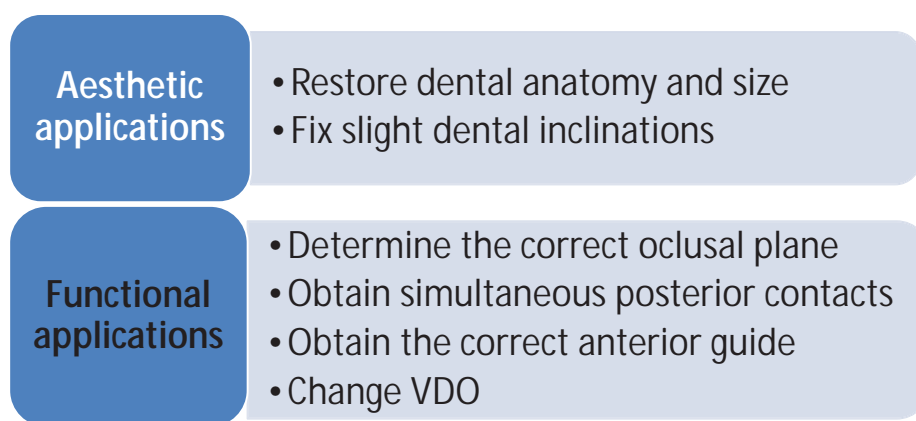 Aesthetic
applications
• Restore dental anatomy and size
• Fix slight dental inclinations
Functional
applications
• Determine the correct oclusal plane
• Obtain simultaneous posterior contacts
• Obtain the correct anterior guide
• Change VDO